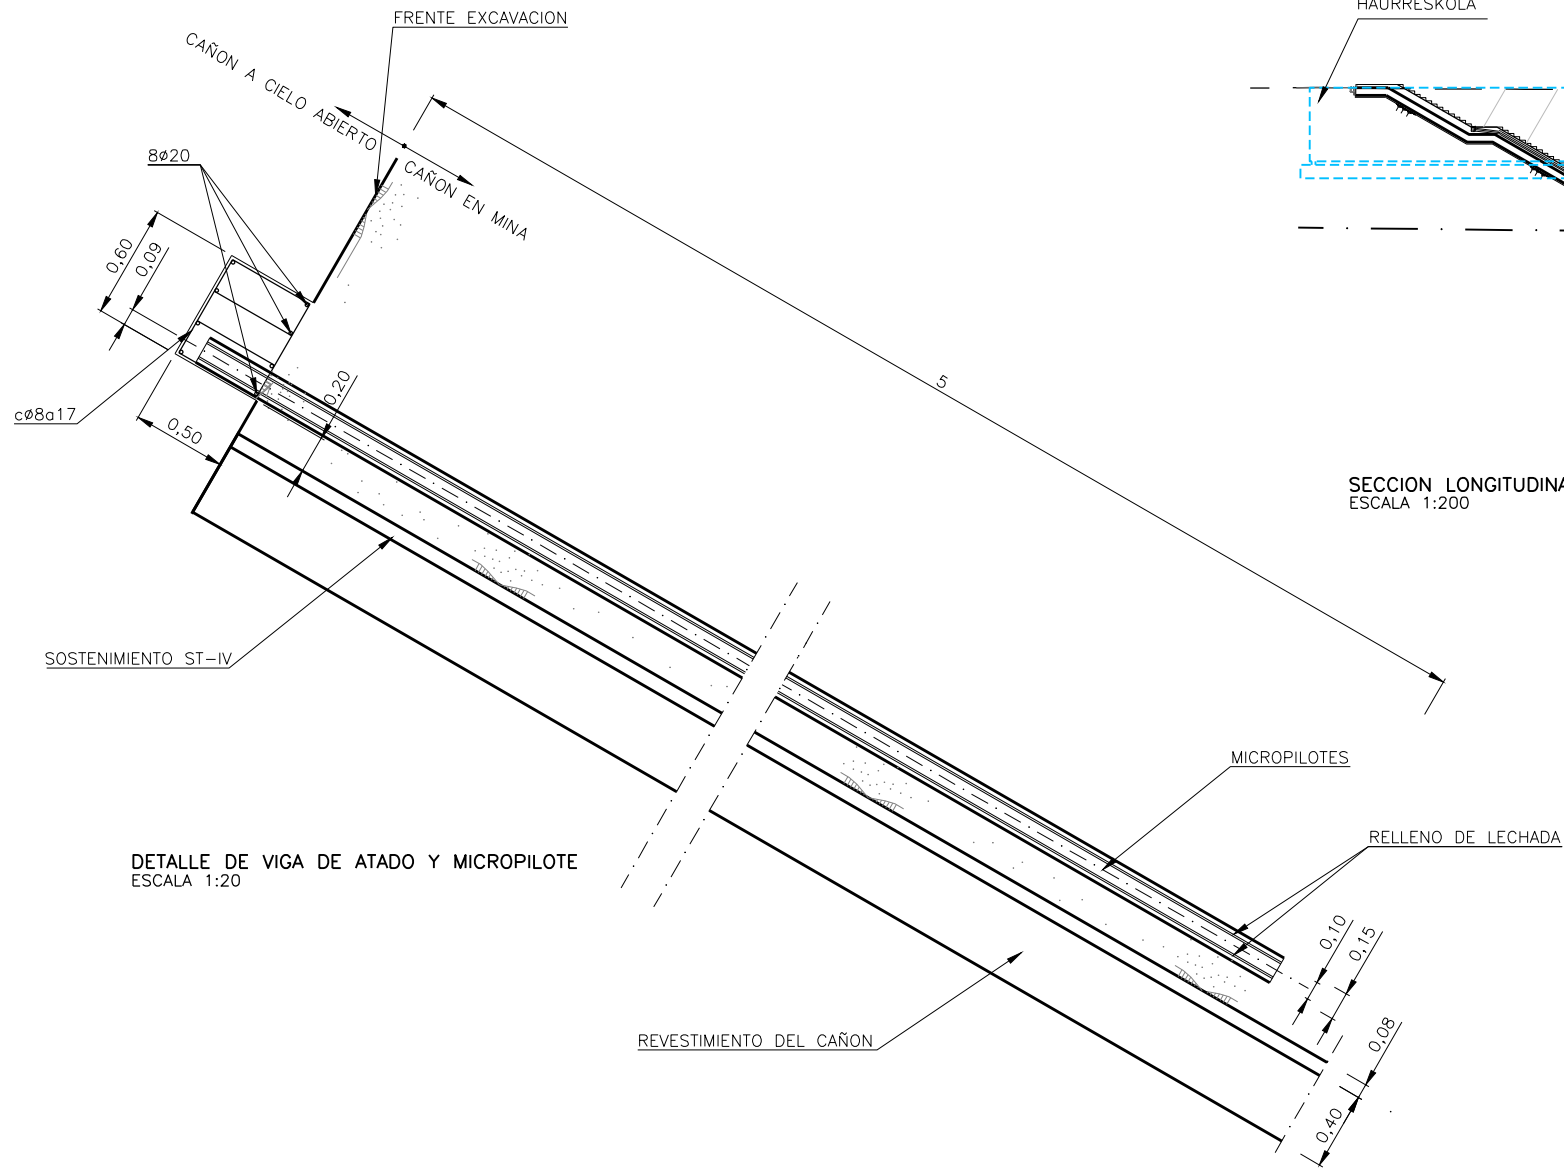 FRENTE EXCAVACION
HAURRESKOLA
CAÑON A CIELO ABIERTO
CAÑON EN MINA
8ø20
0,60
0,09
cø8a17
0,50
0,20
5
SECCION LONGITUDINA
ESCALA 1:200
SOSTENIMIENTO ST-IV
MICROPILOTES
RELLENO DE LECHADA
DETALLE DE VIGA DE ATADO Y MICROPILOTE
ESCALA 1:20
0,10
0,15
REVESTIMIENTO DEL CAÑON
0,08
0,40